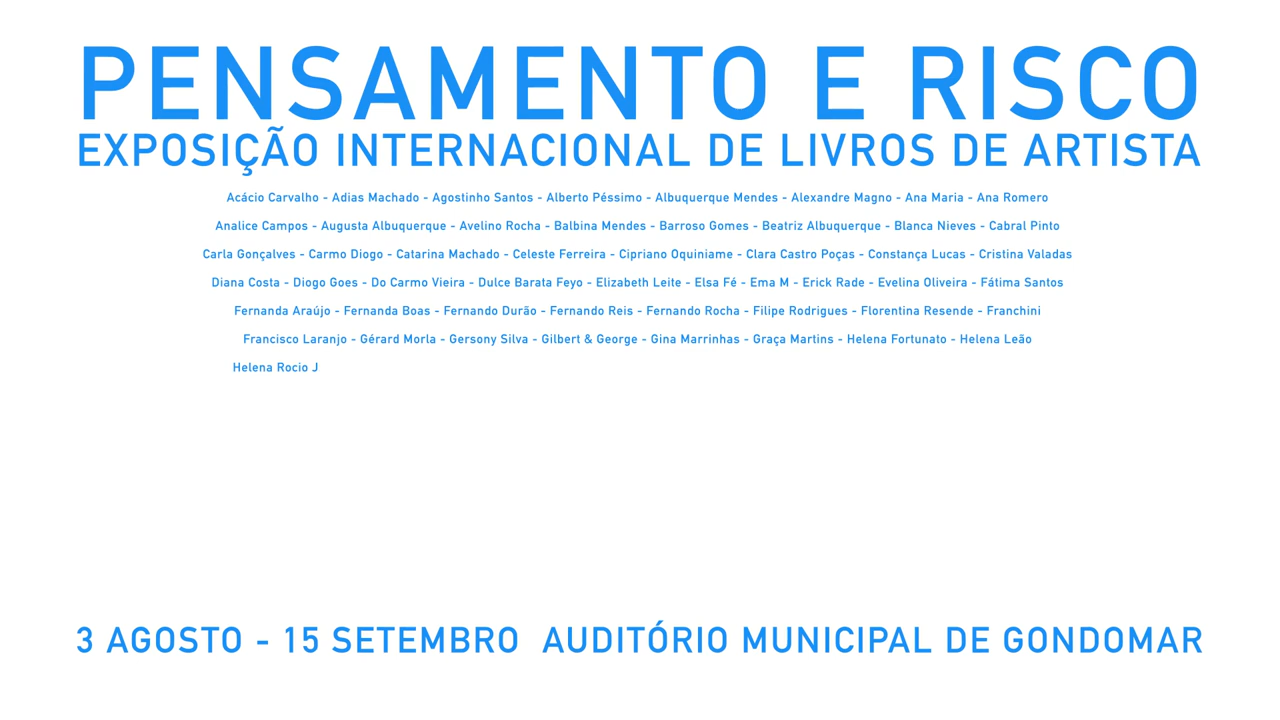 PENSAMENTO E RISCO
EXPOSIÇÃO INTERNACIONAL DE LIVROS DE ARTISTA
Acácio Carvalho - Adias Machado - Agostinho Santos - Alberto Péssimo - Albuquerque Mendes - Alexandre Magno - Ana Maria - Ana Romero
Analice Campos - Augusta Albuquerque - Avelino Rocha - Balbina Mendes - Barroso Gomes - Beatriz Albuquerque - Blanca Nieves - Cabral Pinto
Carla Gonçalves - Carmo Diogo - Catarina Machado - Celeste Ferreira - Cipriano Oquiniame - Clara Castro Poças - Constança Lucas - Cristina Valadas
Diana Costa - Diogo Goes - Do Carmo Vieira - Dulce Barata Feyo - Elizabeth Leite - Elsa Fé - Ema M - Erick Rade - Evelina Oliveira - Fátima Santos
Fernanda Araújo - Fernanda Boas - Fernando Durão - Fernando Reis - Fernando Rocha - Filipe Rodrigues - Florentina Resende - Franchini
Francisco Laranjo - Gérard Morla - Gersony Silva - Gilbert & George - Gina Marrinhas - Graça Martins - Helena Fortunato - Helena Leão
Helena Rocio J
3 AGOSTO - 15 SETEMBRO  AUDITÓRIO MUNICIPAL DE GONDOMAR